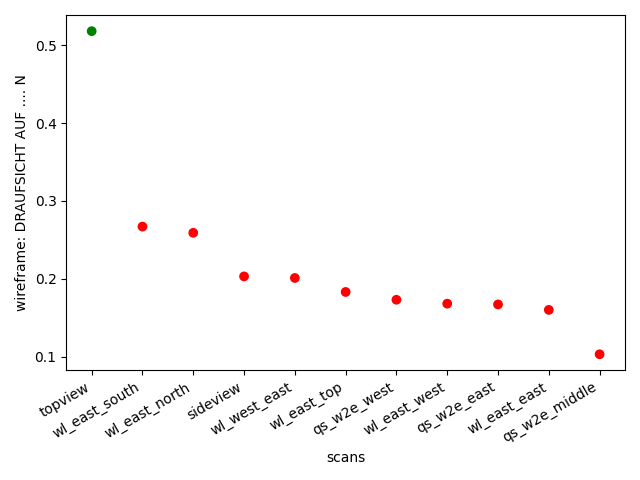 wireframe: DRAUFSICHT AUF .... N
0.5
0.4
0.3
0.2
0.1
topview
wl_east_south
wl_east_north
sideview
wl_west_east
wl_east_top
qs_w2e_west
wl_east_west
qs_w2e_east
wl_east_east
qs_w2e_middle
scans